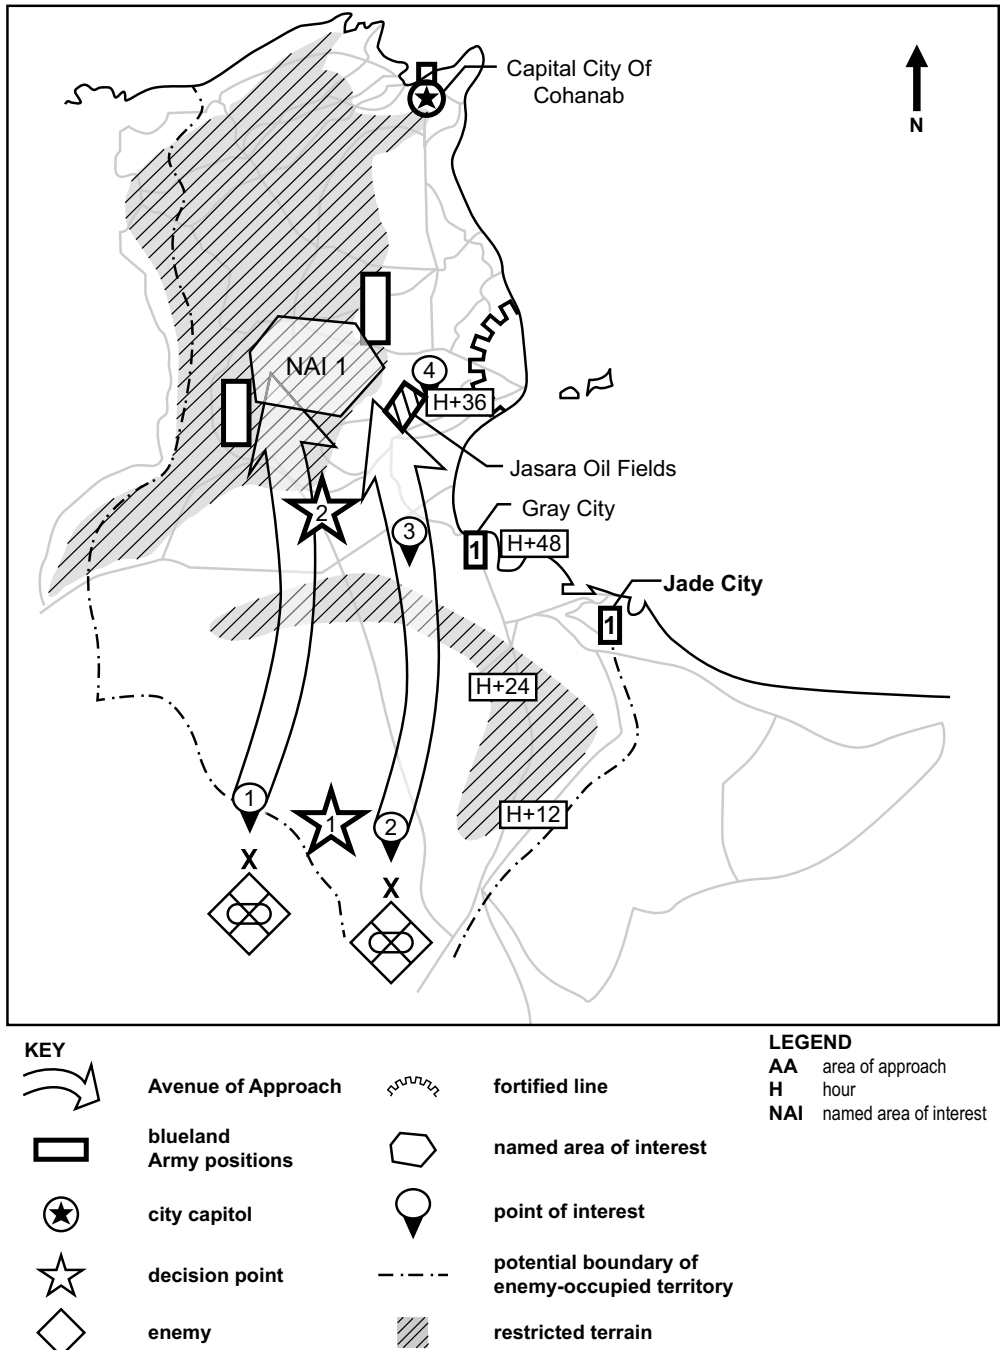 Capital City Of
Cohanab
N
NAI 1
4
H+36
Jasara Oil Fields
2
Gray City
3
1
H+48
Jade City
1
H+24
1
1
2
H+12
X
X
KEY
Avenue of Approach
blueland
Army positions
city capitol
decision point
enemy
fortified line
named area of interest
point of interest
potential boundary of
enemy-occupied territory
restricted terrain
LEGEND
AA area of approach
H hour
NAI named area of interest